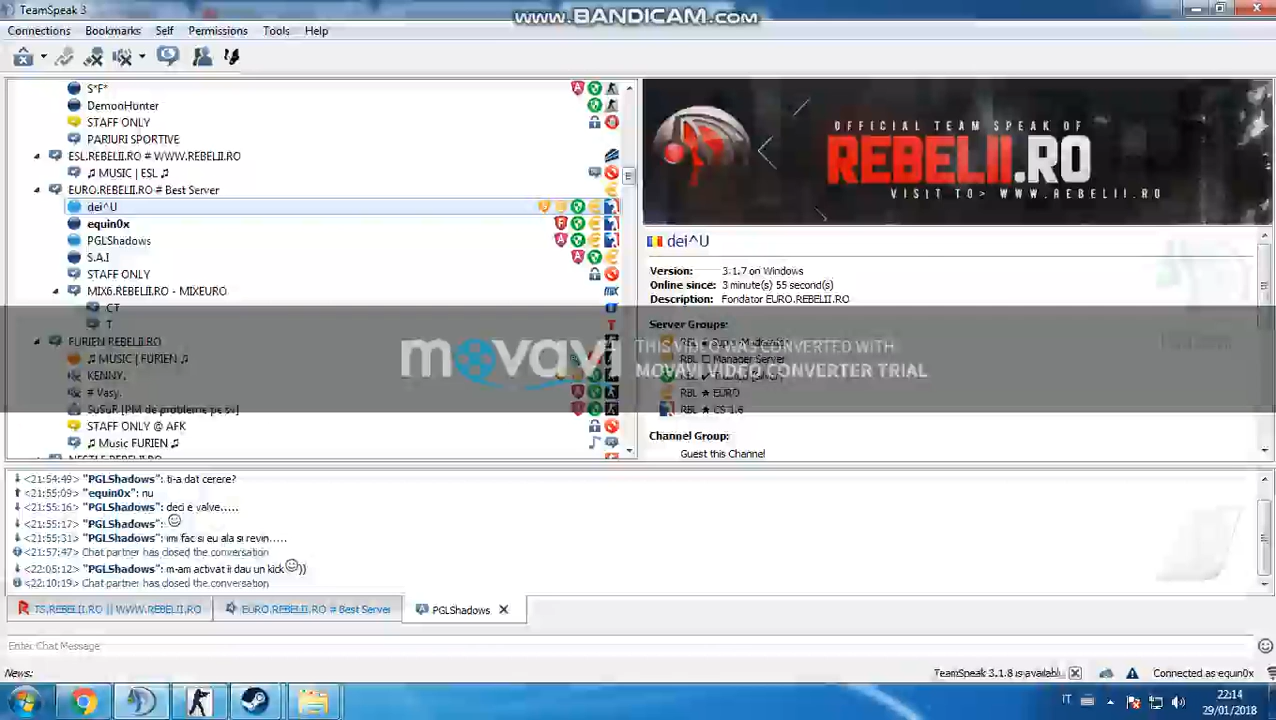 TeamSpeak 3
www.BANDICAM.com
Connections Bookmarks Self Permissions Tools Help
S*F*
DemonHunter
STAFF ONLY
PARIURI SPORTIVE
ESL.REBELII.RO # WWW.REBELII.RO
♫ MUSIC | ESL ♫
EURO.REBELII.RO # Best Server
dei^U
equin0x
PGLShadows
S.A.I
STAFF ONLY
MIX6.REBELII.RO - MIXEURO
CT
T
FURIEN.REBELII.RO
♫ MUSIC | FURIEN ♫
KENNY.
# Vasy.
SuSuR [PM de probleme pe sv]
STAFF ONLY @ AFK
♫ Music FURIEN ♫
OFFICIAL TEAM SPEAK OF
REBELII.RO
VISIT TO> WWW.REBELII.RO
dei^U
Version: 3.1.7 on Windows
Online since: 3 minute(s) 55 second(s)
Description: Fondator EURO.REBELII.RO
Server Groups:
RBL Manager Server
RBL ★ EURO
RBL ★ CS 1.6
Channel Group:
Guest this Channel
movavi
THIS VIDEO WAS CONVERTED WITH
MOVAVI VIDEO CONVERTER TRIAL
<21:54:49> "PGLShadows": ti-a dat cerere?
<21:55:09> "equin0x": nu
<21:55:16> "PGLShadows": deci e valve.....
<21:55:17> "PGLShadows":
<21:55:31> "PGLShadows": imi fac si eu ala si revin.....
<21:57:47> Chat partner has closed the conversation
<22:05:12> "PGLShadows": m-am activat ii dau un kick ))
<22:10:19> Chat partner has closed the conversation
TS.REBELII.RO || WWW.REBELII.RO
EURO.REBELII.RO # Best Server
PGLShadows
Enter Chat Message
News:
TeamSpeak 3.1.8 is availabl
Connected as equn0x
IT
22:14
29/01/2018